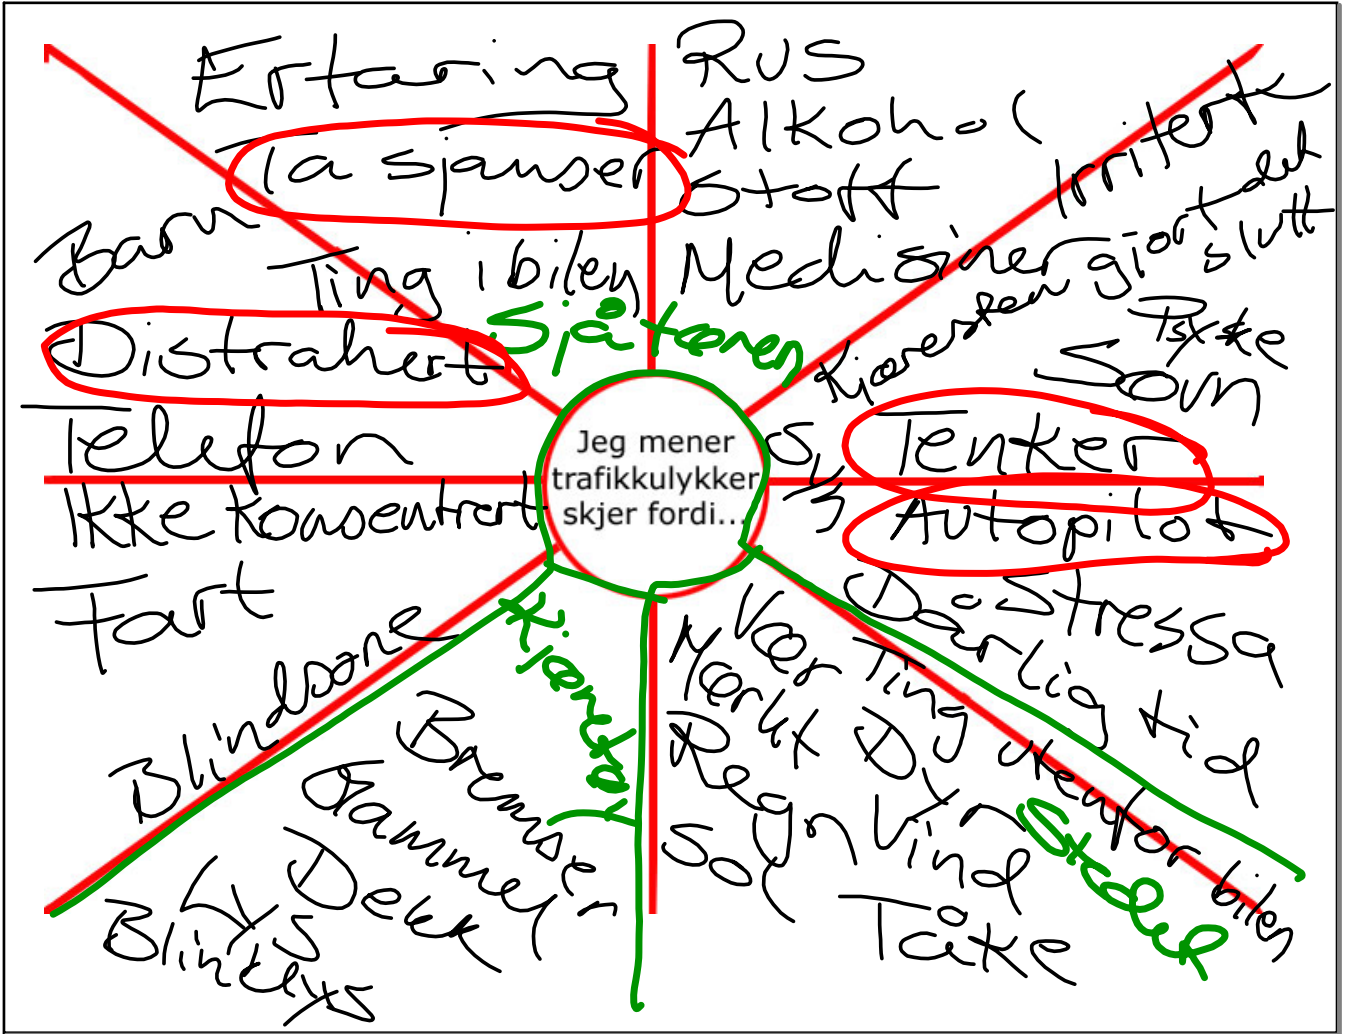 Erfaring
Ta sjanser
Barn
Ting i bilen
Distrahert
Telefon
Ikke konsentrert
Fart
Blindsone
RUS
Alkohol
Stoff
Medisiner
Irritert
Kjæresten gjort det
slutt
Psyke
Søvn
Syk
Tenker
Autopilot
Stressa
Dårlig tid
Sjåføren
Jeg mener
trafikkulykker
skjer fordi...
Kjøretøy
Bremser
Gammel
Dekk
Lys
Blinklys
Vær
Mørkt
Regn
Vind
Sol
Dyr
Tåke
Ting utenfor bilen
Stedet